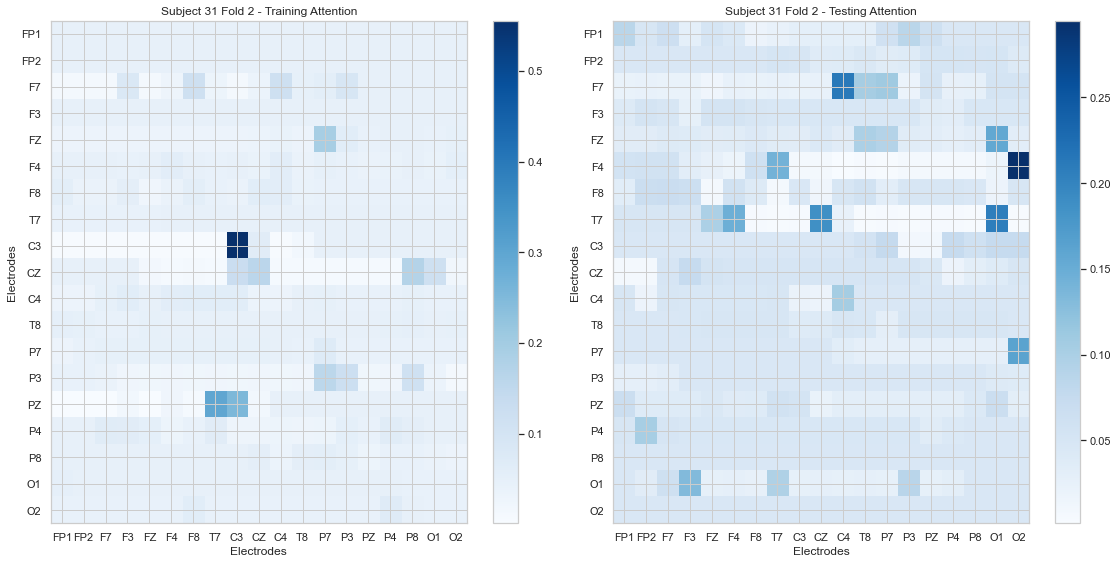 Subject 31 Fold 2 - Training Attention
FP1
FP2
F7
F3
FZ
F4
F8
T7
C3
CZ
C4
T8
P7
P3
PZ
P4
P8
O1
O2
Electrodes
FP1 FP2 F7 F3 FZ F4 F8 T7 C3 CZ C4 T8 P7 P3 PZ P4 P8 O1 O2
Electrodes
0.5
0.4
0.3
0.2
0.1
Subject 31 Fold 2 - Testing Attention
FP1
FP2
F7
F3
FZ
F4
F8
T7
C3
CZ
C4
T8
P7
P3
PZ
P4
P8
O1
O2
Electrodes
FP1 FP2 F7 F3 FZ F4 F8 T7 C3 CZ C4 T8 P7 P3 PZ P4 P8 O1 O2
Electrodes
0.25
0.20
0.15
0.10
0.05